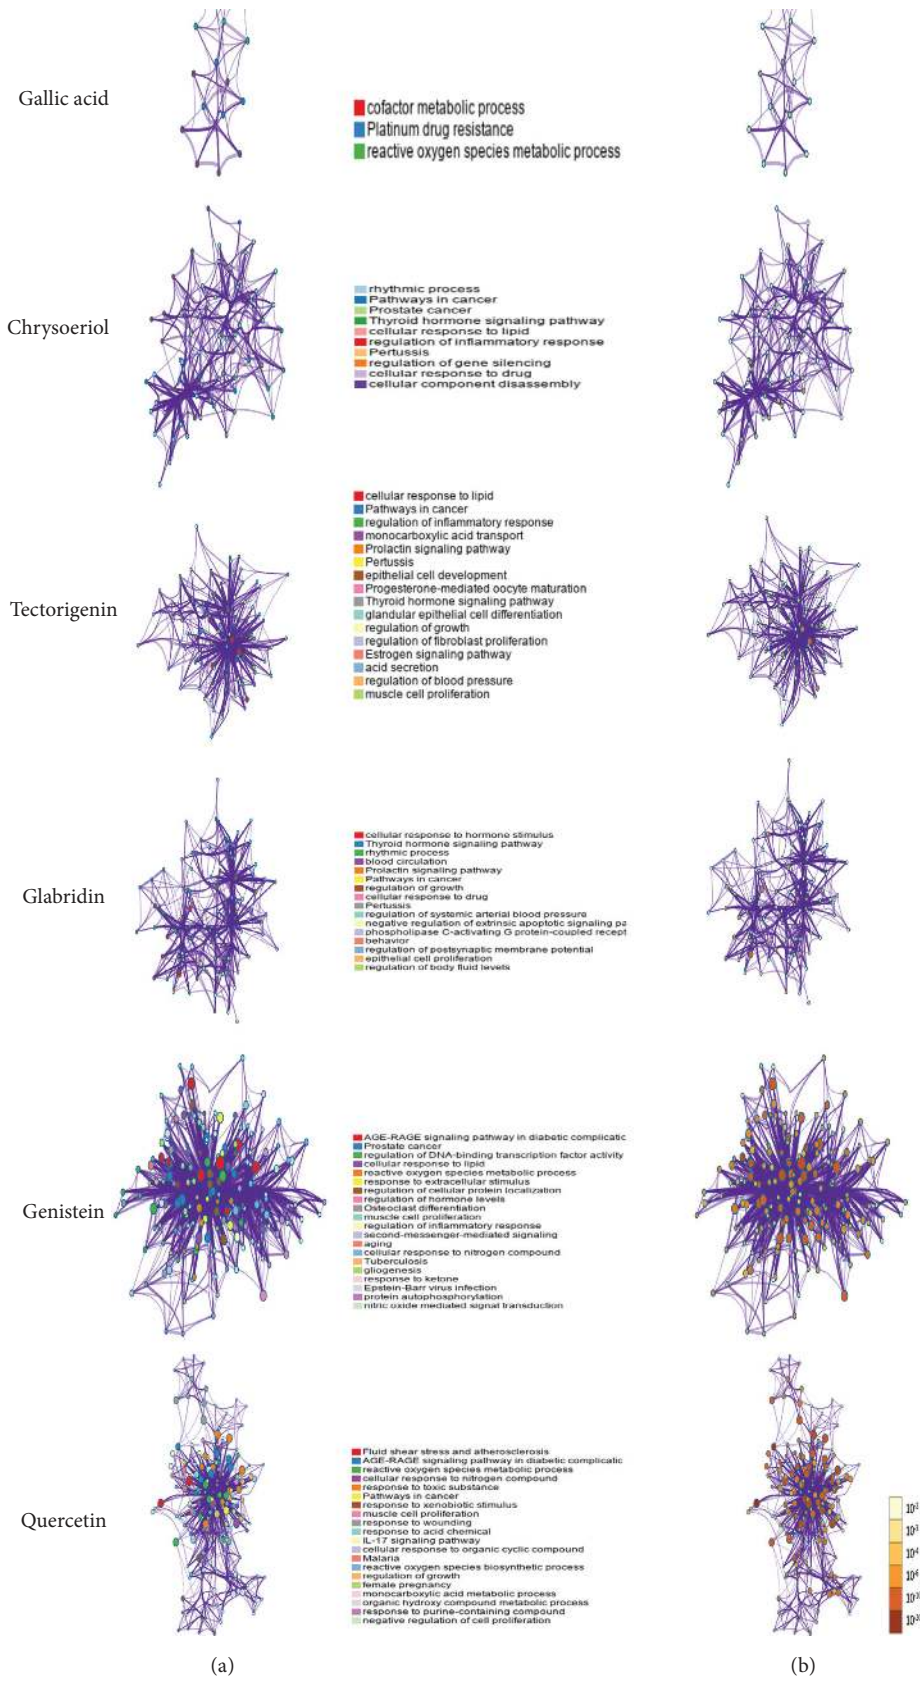 Gallic acid
cofactor metabolic process
Platinum drug resistance
reactive oxygen species metabolic process
Chrysoeriol
rhythmic process
Pathways in cancer
Prostate cancer
Thyroid hormone signaling pathway
cellular response to lipid
regulation of inflammatory response
Pertussis
regulation of gene silencing
cellular response to drug
cellular component disassembly
Tectorigenin
cellular response to lipid
Pathways in cancer
regulation of inflammatory response
monocarboxylic acid transport
Prolactin signaling pathway
Pertussis
epithelial cell development
Progesterone-mediated oocyte maturation
Thyroid hormone signaling pathway
glandular epithelial cell differentiation
regulation of growth
regulation of fibroblast proliferation
Estrogen signaling pathway
acid secretion
regulation of blood pressure
muscle cell proliferation
Glabridin
cellular response to hormone stimulus
Thyroid hormone signaling pathway
rhythmic process
blood circulation
Prolactin signaling pathway
Pathways in cancer
regulation of growth
cellular response to drug
Pertussis
regulation of systemic arterial blood pressure
negative regulation of extrinsic apoptotic signaling pa
phospholipase C-activating G protein-coupled recept
behavior
regulation of postsynaptic membrane potential
epithelial cell proliferation
regulation of body fluid levels
Genistein
AGE-RAGE signaling pathway in diabetic complicatic
Prostate cancer
regulation of DNA-binding transcription factor activity
cellular response to lipid
reactive oxygen species metabolic process
response to extracellular stimulus
regulation of cellular protein localization
regulation of hormone levels
Osteoclast differentiation
muscle cell proliferation
regulation of inflammatory response
second-messenger-mediated signaling
aging
cellular response to nitrogen compound
Tuberculosis
gliogenesis
response to ketone
Epstein-Barr virus infection
protein autophosphorylation
nitric oxide mediated signal transduction
Quercetin
Fluid shear stress and atherosclerosis
AGE-RAGE signaling pathway in diabetic complicatic
reactive oxygen species metabolic process
cellular response to nitrogen compound
response to toxic substance
Pathways in cancer
response to xenobiotic stimulus
muscle cell proliferation
response to wounding
response to acid chemical
IL-17 signaling pathway
cellular response to organic cyclic compound
Malaria
reactive oxygen species biosynthetic process
regulation of growth
female pregnancy
monocarboxylic acid metabolic process
organic hydroxy compound metabolic process
response to purine-containing compound
negative regulation of cell proliferation
10⁻²
10⁻³
10⁻⁴
10⁻⁶
(a)
(b)